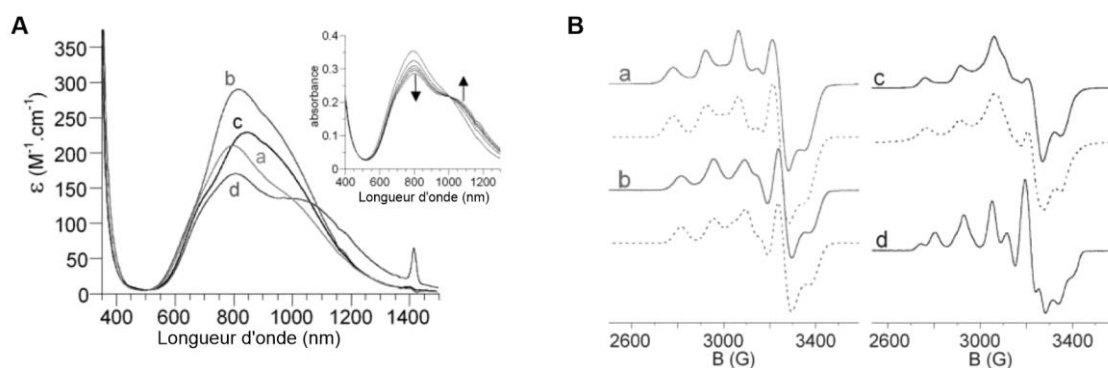 A
ε (M⁻¹.cm⁻¹)
350
300
250
200
150
100
50
0
400 600 800 1000 1200 1400
Longueur d'onde (nm)
b
c
a
d
absorbance
0.4
0.3
0.2
0.1
0
400 600 800 1000 1200
Longueur d'onde (nm)
B
a
b
2600 3000 3400
B (G)
c
d
2600 3000 3400
B (G)